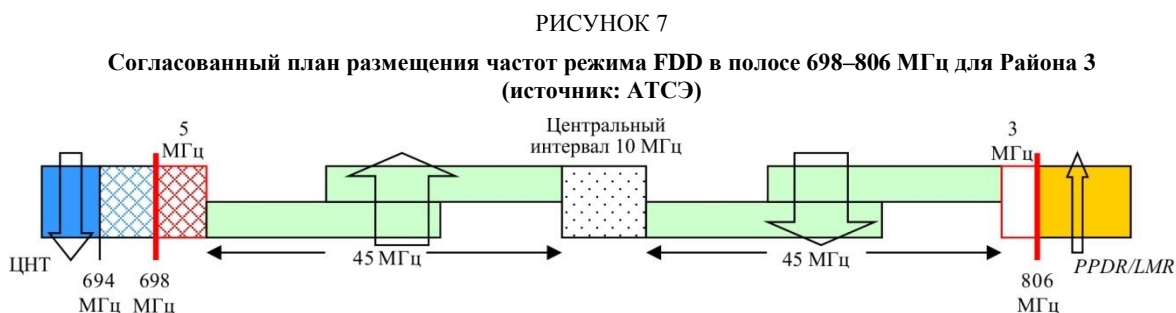 РИСУНОК 7
Согласованный план размещения частот режима FDD в полосе 698–806 МГц для Района 3
(источник: АТСЭ)
5
МГц
Центральный
интервал 10 МГц
3
МГц
ЦНТ
694
МГц
698
МГц
45 МГц
45 МГц
806
МГц
PPDR/LMR